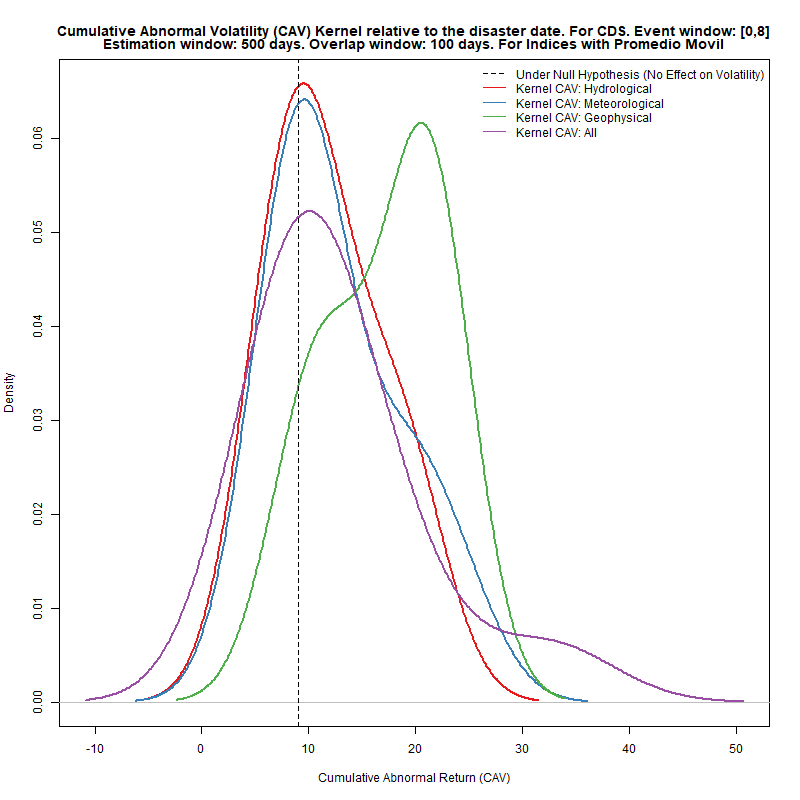 Cumulative Abnormal Volatility (CAV) Kernel relative to the disaster date. For CDS. Event window: [0,8]
Estimation window: 500 days. Overlap window: 100 days. For Indices with Promedio Movil
Under Null Hypothesis (No Effect on Volatility)
Kernel CAV: Hydrological
Kernel CAV: Meteorological
Kernel CAV: Geophysical
Kernel CAV: All
0.06
0.05
0.04
0.03
0.02
0.01
0.00
Density
-10 0 10 20 30 40 50
Cumulative Abnormal Return (CAV)